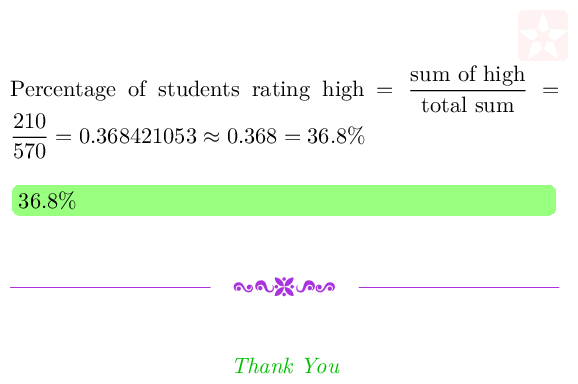 Percentage of students rating high = sum of high / total sum =
210 / 570 = 0.368421053 ≈ 0.368 = 36.8%
36.8%
Thank You